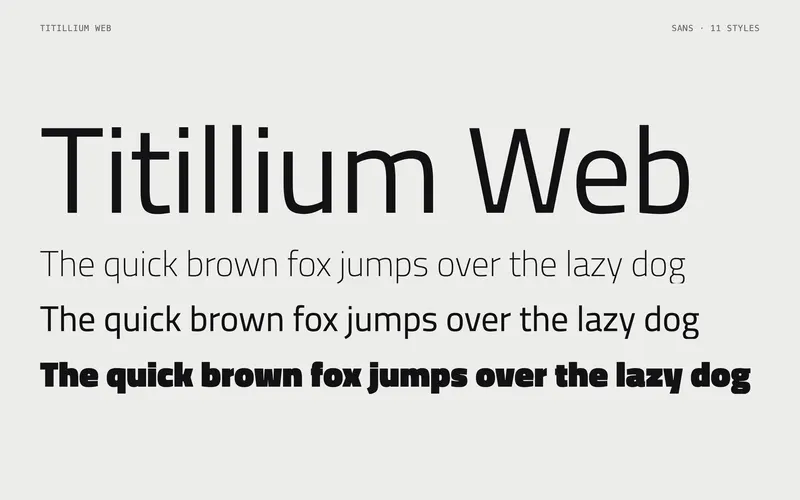 TITILLIUM WEB
SANS · 11 STYLES
Titillium Web
The quick brown fox jumps over the lazy dog
The quick brown fox jumps over the lazy dog
The quick brown fox jumps over the lazy dog